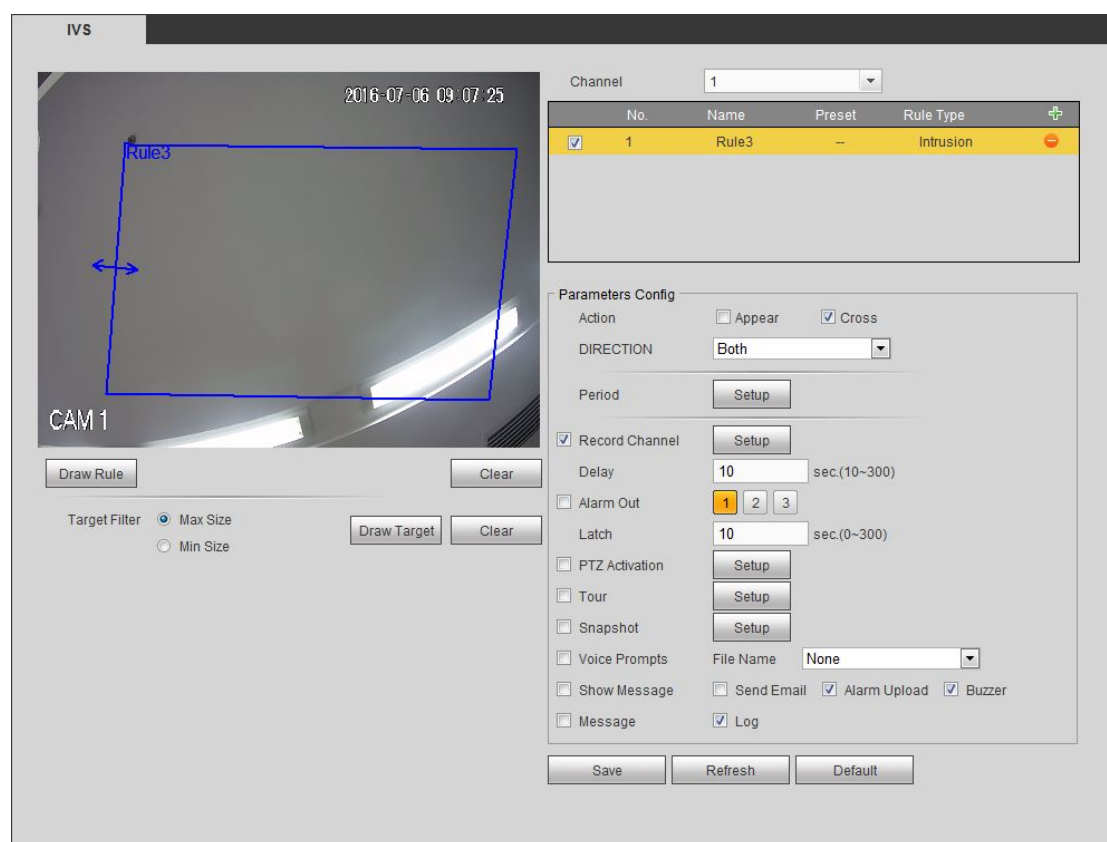 IVS
2016-07-06 09:07:25
Rule3
CAM 1
Draw Rule Clear
Target Filter Max Size Draw Target Clear
Min Size
Channel 1
No. Name Preset Rule Type
1 Rule3 -- Intrusion
Parameters Config
Action Appear Cross
DIRECTION Both
Period Setup
Record Channel Setup
Delay 10 sec.(10~300)
Alarm Out 1 2 3
Latch 10 sec.(0~300)
PTZ Activation Setup
Tour Setup
Snapshot Setup
Voice Prompts File Name None
Show Message Send Email Alarm Upload Buzzer
Message Log
Save Refresh Default